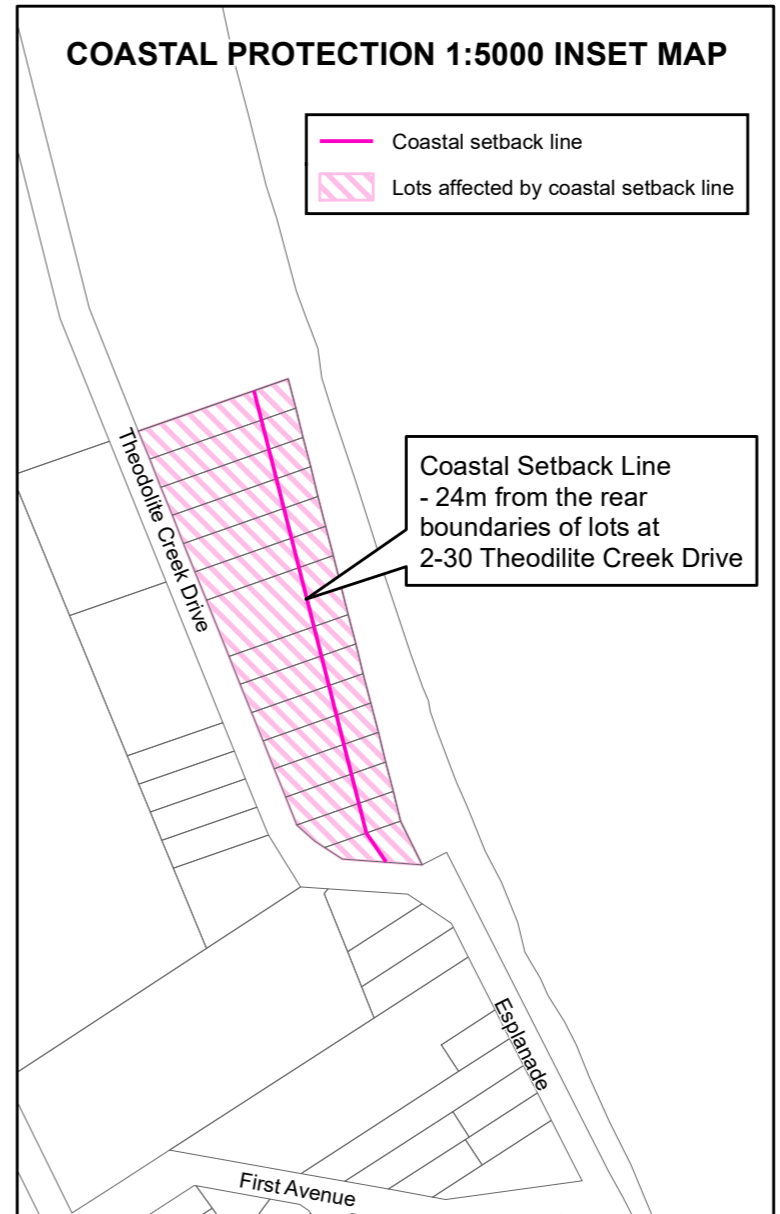 COASTAL PROTECTION 1:5000 INSET MAP
Coastal setback line
Lots affected by coastal setback line
Theodolite Creek Drive
Coastal Setback Line
- 24m from the rear
boundaries of lots at
2-30 Theodilite Creek Drive
Esplanade
First Avenue